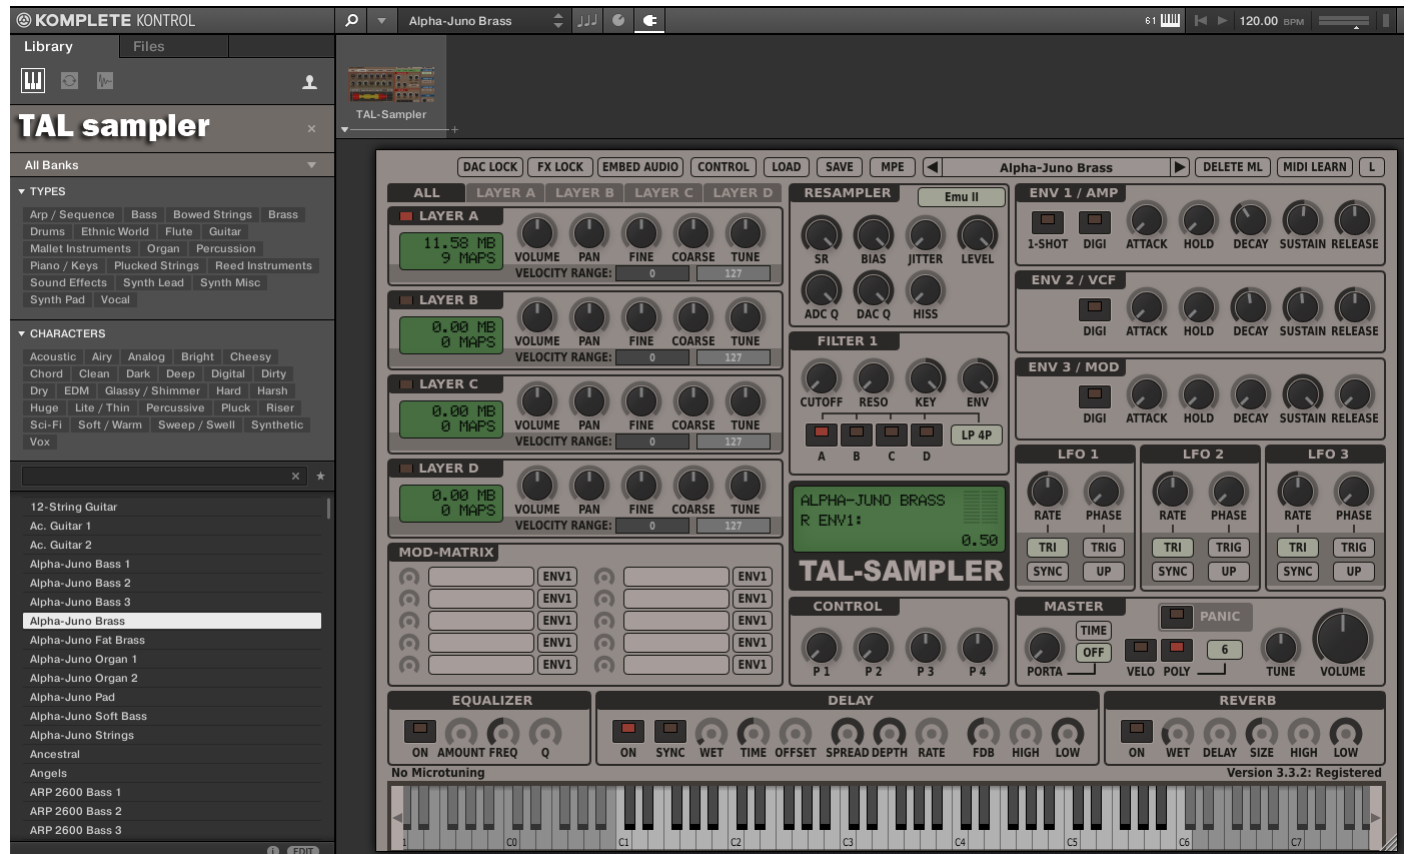 KOMPLETE KONTROL
Alpha-Juno Brass
61
120.00 BPM
Library Files
TAL-Sampler
TAL sampler ×
All Banks
TYPES
Arp / Sequence Bass Bowed Strings Brass
Drums Ethnic World Flute Guitar
Mallet Instruments Organ Percussion
Piano / Keys Plucked Strings Reed Instruments
Sound Effects Synth Lead Synth Misc
Synth Pad Vocal
CHARACTERS
Acoustic Airy Analog Bright Cheesy
Chord Clean Dark Deep Digital Dirty
Dry EDM Glassy / Shimmer Hard Harsh
Huge Lite / Thin Percussive Pluck Riser
Sci-Fi Soft / Warm Sweep / Swell Synthetic
Vox
12-String Guitar
Ac. Guitar 1
Ac. Guitar 2
Alpha-Juno Bass 1
Alpha-Juno Bass 2
Alpha-Juno Bass 3
Alpha-Juno Brass
Alpha-Juno Fat Brass
Alpha-Juno Organ 1
Alpha-Juno Organ 2
Alpha-Juno Pad
Alpha-Juno Soft Bass
Alpha-Juno Strings
Ancestral
Angels
ARP 2600 Bass 1
ARP 2600 Bass 2
ARP 2600 Bass 3
EDIT
DAC LOCK FX LOCK EMBED AUDIO CONTROL LOAD SAVE MPE Alpha-Juno Brass DELETE ML MIDI LEARN L
ALL LAYER A LAYER B LAYER C LAYER D
LAYER A
11.58 MB
9 MAPS
VOLUME PAN FINE COARSE TUNE
VELOCITY RANGE: 0 127
LAYER B
0.00 MB
0 MAPS
VOLUME PAN FINE COARSE TUNE
VELOCITY RANGE: 0 127
LAYER C
0.00 MB
0 MAPS
VOLUME PAN FINE COARSE TUNE
VELOCITY RANGE: 0 127
LAYER D
0.00 MB
0 MAPS
VOLUME PAN FINE COARSE TUNE
VELOCITY RANGE: 0 127
MOD-MATRIX
ENV1 ENV1
ENV1 ENV1
ENV1 ENV1
ENV1 ENV1
ENV1 ENV1
RESAMPLER Emu II
SR BIAS JITTER LEVEL
ADC Q DAC Q HISS
FILTER 1
CUTOFF RESO KEY ENV
LP 4P
A B C D
ALPHA-JUNO BRASS
R ENV1:
0.50
TAL-SAMPLER
CONTROL
P 1 P 2 P 3 P 4
ENV 1 / AMP
1-SHOT DIGI ATTACK HOLD DECAY SUSTAIN RELEASE
ENV 2 / VCF
DIGI ATTACK HOLD DECAY SUSTAIN RELEASE
ENV 3 / MOD
DIGI ATTACK HOLD DECAY SUSTAIN RELEASE
LFO 1 LFO 2 LFO 3
RATE PHASE RATE PHASE RATE PHASE
TRI TRIG TRI TRIG TRI TRIG
SYNC UP SYNC UP SYNC UP
MASTER
PANIC
TIME
OFF
6
PORTA VELO POLY TUNE VOLUME
EQUALIZER
ON AMOUNT FREQ Q
DELAY
ON SYNC WET TIME OFFSET SPREAD DEPTH RATE FDB HIGH LOW
REVERB
ON WET DELAY SIZE HIGH LOW
No Microtuning
Version 3.3.2: Registered
C0 C1 C2 C3 C4 C5 C6 C7